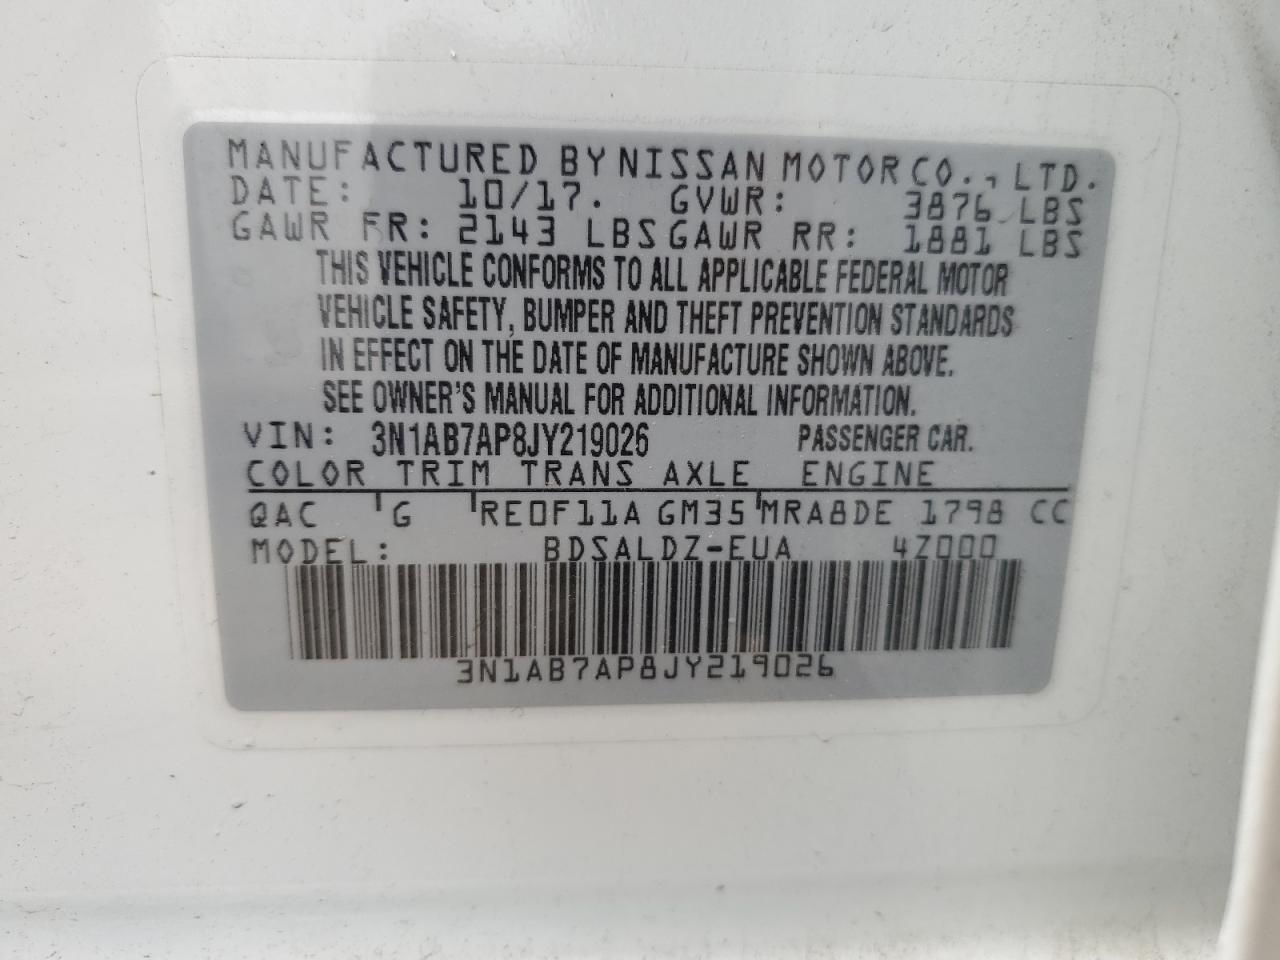 MANUFACTURED BY NISSAN MOTOR CO., LTD.
DATE: 10/17. GVWR: 3876 LBS
GAWR FR: 2143 LBS GAWR RR: 1881 LBS
THIS VEHICLE CONFORMS TO ALL APPLICABLE FEDERAL MOTOR
VEHICLE SAFETY, BUMPER AND THEFT PREVENTION STANDARDS
IN EFFECT ON THE DATE OF MANUFACTURE SHOWN ABOVE.
SEE OWNER'S MANUAL FOR ADDITIONAL INFORMATION.
VIN: 3N1AB7AP8JY219026 PASSENGER CAR.
COLOR TRIM TRANS AXLE ENGINE
QAC G RE0F11A GM35 MRA8DE 1798 CC
MODEL: BDSALDZ-EUA 4Z000
3N1AB7AP8JY219026